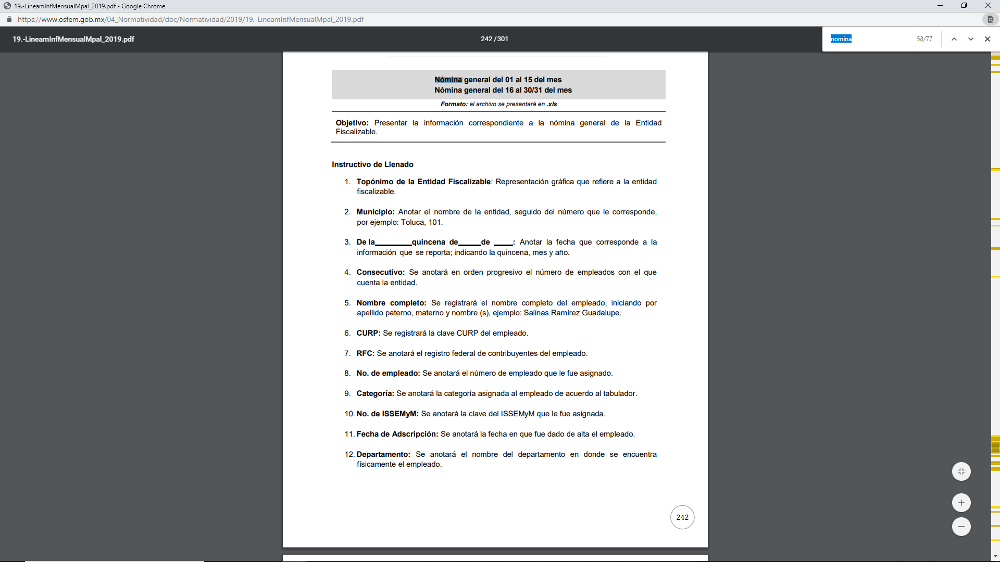 19.-LineamInfMensualMpal_2019.pdf - Google Chrome
https://www.osfem.gob.mx/04_Normatividad/doc/Normatividad/2019/19.-LineamInfMensualMpal_2019.pdf
19.-LineamInfMensualMpal_2019.pdf
242 / 301
nomina
58/77
Nómina general del 01 al 15 del mes
Nómina general del 16 al 30/31 del mes
Formato: el archivo se presentará en .xls
Objetivo: Presentar la información correspondiente a la nómina general de la Entidad
Fiscalizable.
Instructivo de Llenado
1. Topónimo de la Entidad Fiscalizable: Representación gráfica que refiere a la entidad
fiscalizable.
2. Municipio: Anotar el nombre de la entidad, seguido del número que le corresponde,
por ejemplo: Toluca, 101.
3. De la_________quincena de_____de ____: Anotar la fecha que corresponde a la
información que se reporta; indicando la quincena, mes y año.
4. Consecutivo: Se anotará en orden progresivo el número de empleados con el que
cuenta la entidad.
5. Nombre completo: Se registrará el nombre completo del empleado, iniciando por
apellido paterno, materno y nombre (s), ejemplo: Salinas Ramírez Guadalupe.
6. CURP: Se registrará la clave CURP del empleado.
7. RFC: Se anotará el registro federal de contribuyentes del empleado.
8. No. de empleado: Se anotará el número de empleado que le fue asignado.
9. Categoría: Se anotará la categoría asignada al empleado de acuerdo al tabulador.
10. No. de ISSEMyM: Se anotará la clave del ISSEMyM que le fue asignada.
11. Fecha de Adscripción: Se anotará la fecha en que fue dado de alta el empleado.
12. Departamento: Se anotará el nombre del departamento en donde se encuentra
físicamente el empleado.
242